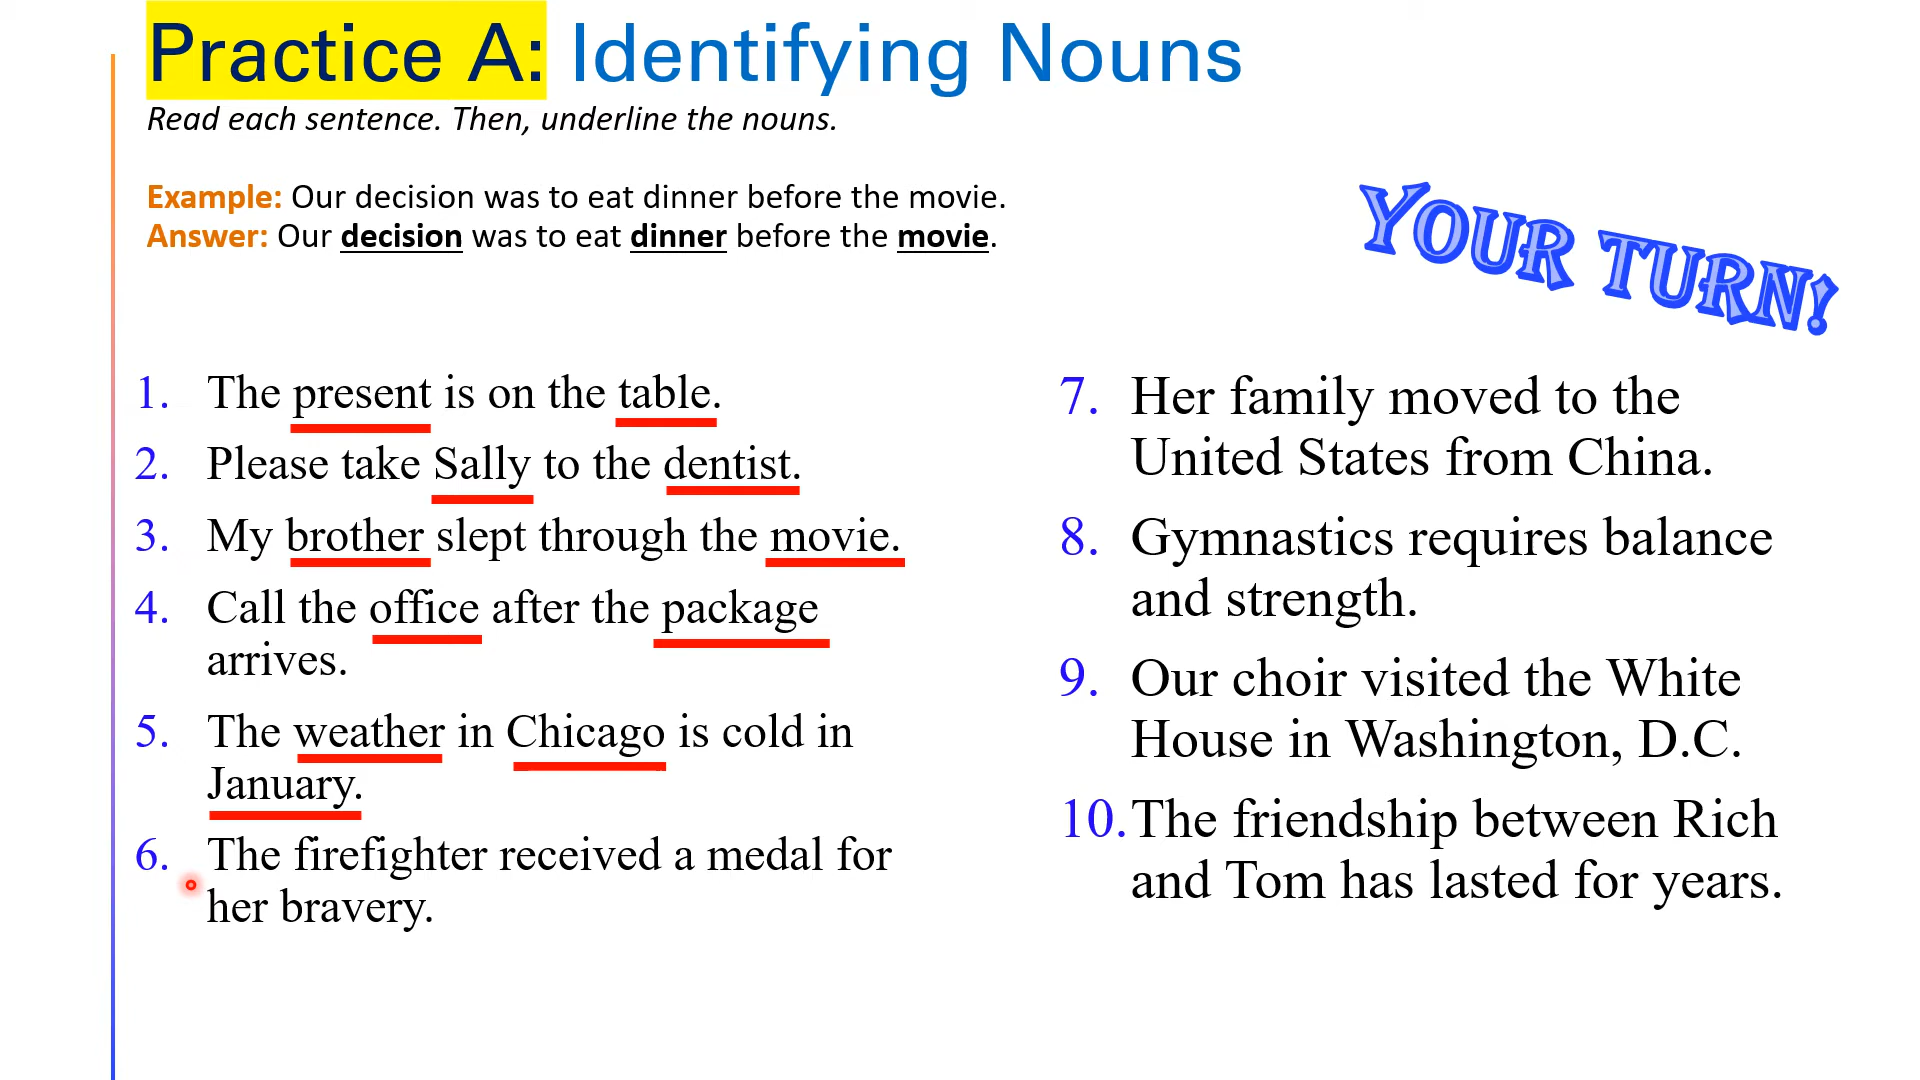 Practice A: Identifying Nouns
Read each sentence. Then, underline the nouns.
Example: Our decision was to eat dinner before the movie.
Answer: Our decision was to eat dinner before the movie.
YOUR TURN!
1. The present is on the table.
2. Please take Sally to the dentist.
3. My brother slept through the movie.
4. Call the office after the package
arrives.
5. The weather in Chicago is cold in
January.
6. The firefighter received a medal for
her bravery.
7. Her family moved to the
United States from China.
8. Gymnastics requires balance
and strength.
9. Our choir visited the White
House in Washington, D.C.
10. The friendship between Rich
and Tom has lasted for years.